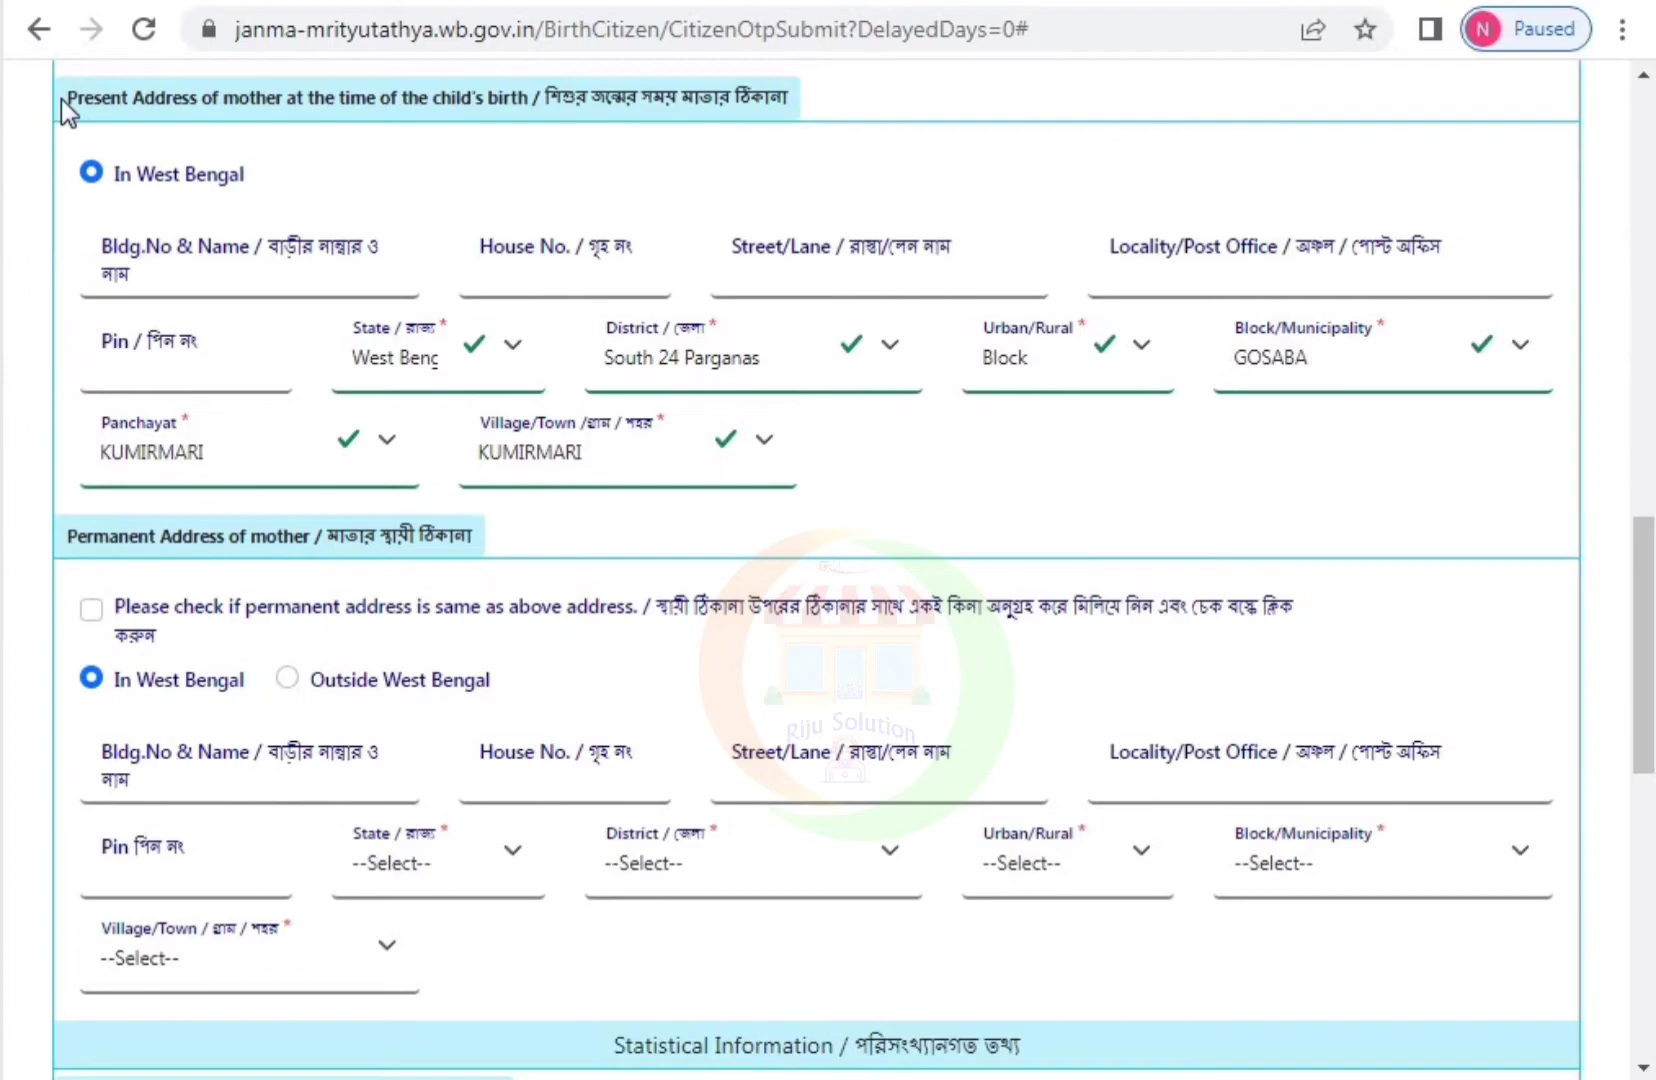 janma-mrityutathya.wb.gov.in/BirthCitizen/CitizenOtpSubmit?DelayedDays=0#
N Paused
Present Address of mother at the time of the child's birth / শিশুর জন্মের সময় মাতার ঠিকানা
In West Bengal
Bldg.No & Name / বাড়ীর নাম্বার ও
নাম
House No. / গৃহ নং
Street/Lane / রাস্তা/লেন নাম
Locality/Post Office / অঞ্চল / পোস্ট অফিস
Pin / পিন নং
State / রাজ্য *
West Beng
District / জেলা *
South 24 Parganas
Urban/Rural *
Block
Block/Municipality *
GOSABA
Panchayat *
KUMIRMARI
Village/Town /গ্রাম / শহর *
KUMIRMARI
Permanent Address of mother / মাতার স্থায়ী ঠিকানা
Please check if permanent address is same as above address. / স্থায়ী ঠিকানা উপরের ঠিকানার সাথে একই কিনা অনুগ্রহ করে মিলিয়ে নিন এবং চেক বক্সে ক্লিক
করুন
In West Bengal
Outside West Bengal
Bldg.No & Name / বাড়ীর নাম্বার ও
নাম
House No. / গৃহ নং
Street/Lane / রাস্তা/লেন নাম
Locality/Post Office / অঞ্চল / পোস্ট অফিস
Riju Solution
Pin পিন নং
State / রাজ্য *
--Select--
District / জেলা *
--Select--
Urban/Rural *
--Select--
Block/Municipality *
--Select--
Village/Town / গ্রাম / শহর *
--Select--
Statistical Information / পরিসংখ্যানগত তথ্য